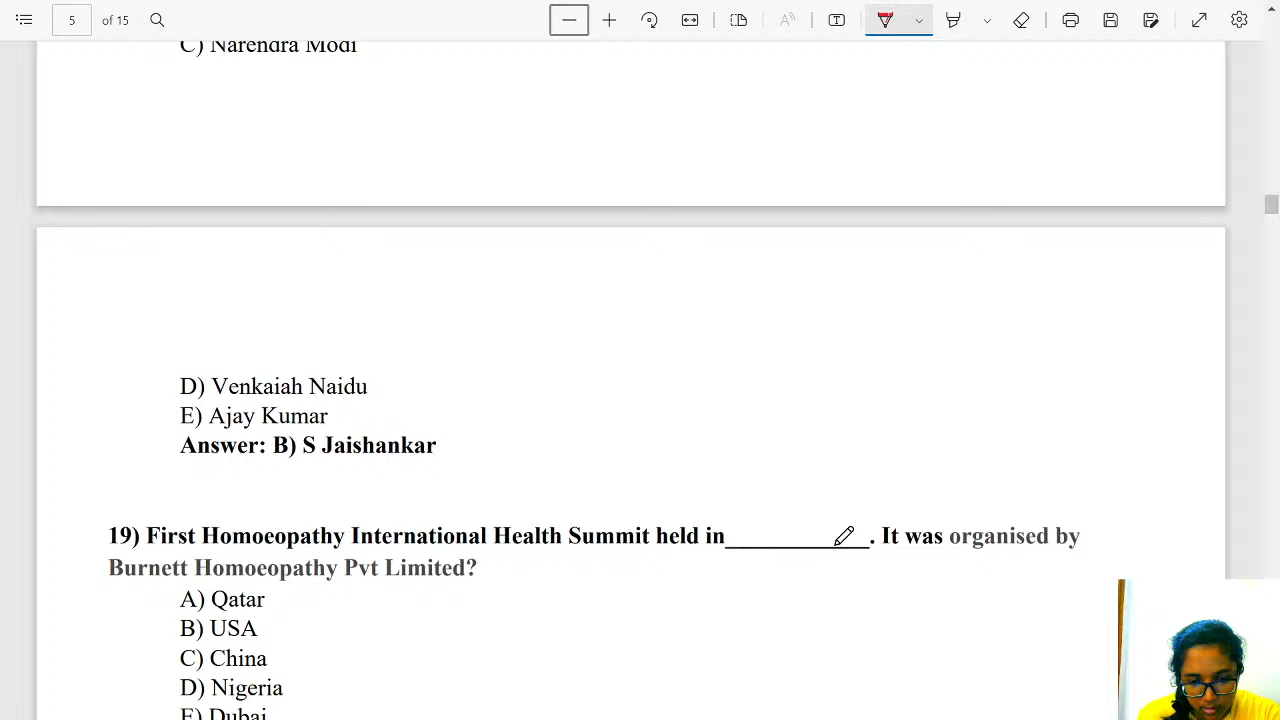 5 of 15
C) Narendra Modi
D) Venkaiah Naidu
E) Ajay Kumar
Answer: B) S Jaishankar
19) First Homoeopathy International Health Summit held in____________. It was organised by
Burnett Homoeopathy Pvt Limited?
A) Qatar
B) USA
C) China
D) Nigeria
E) Dubai